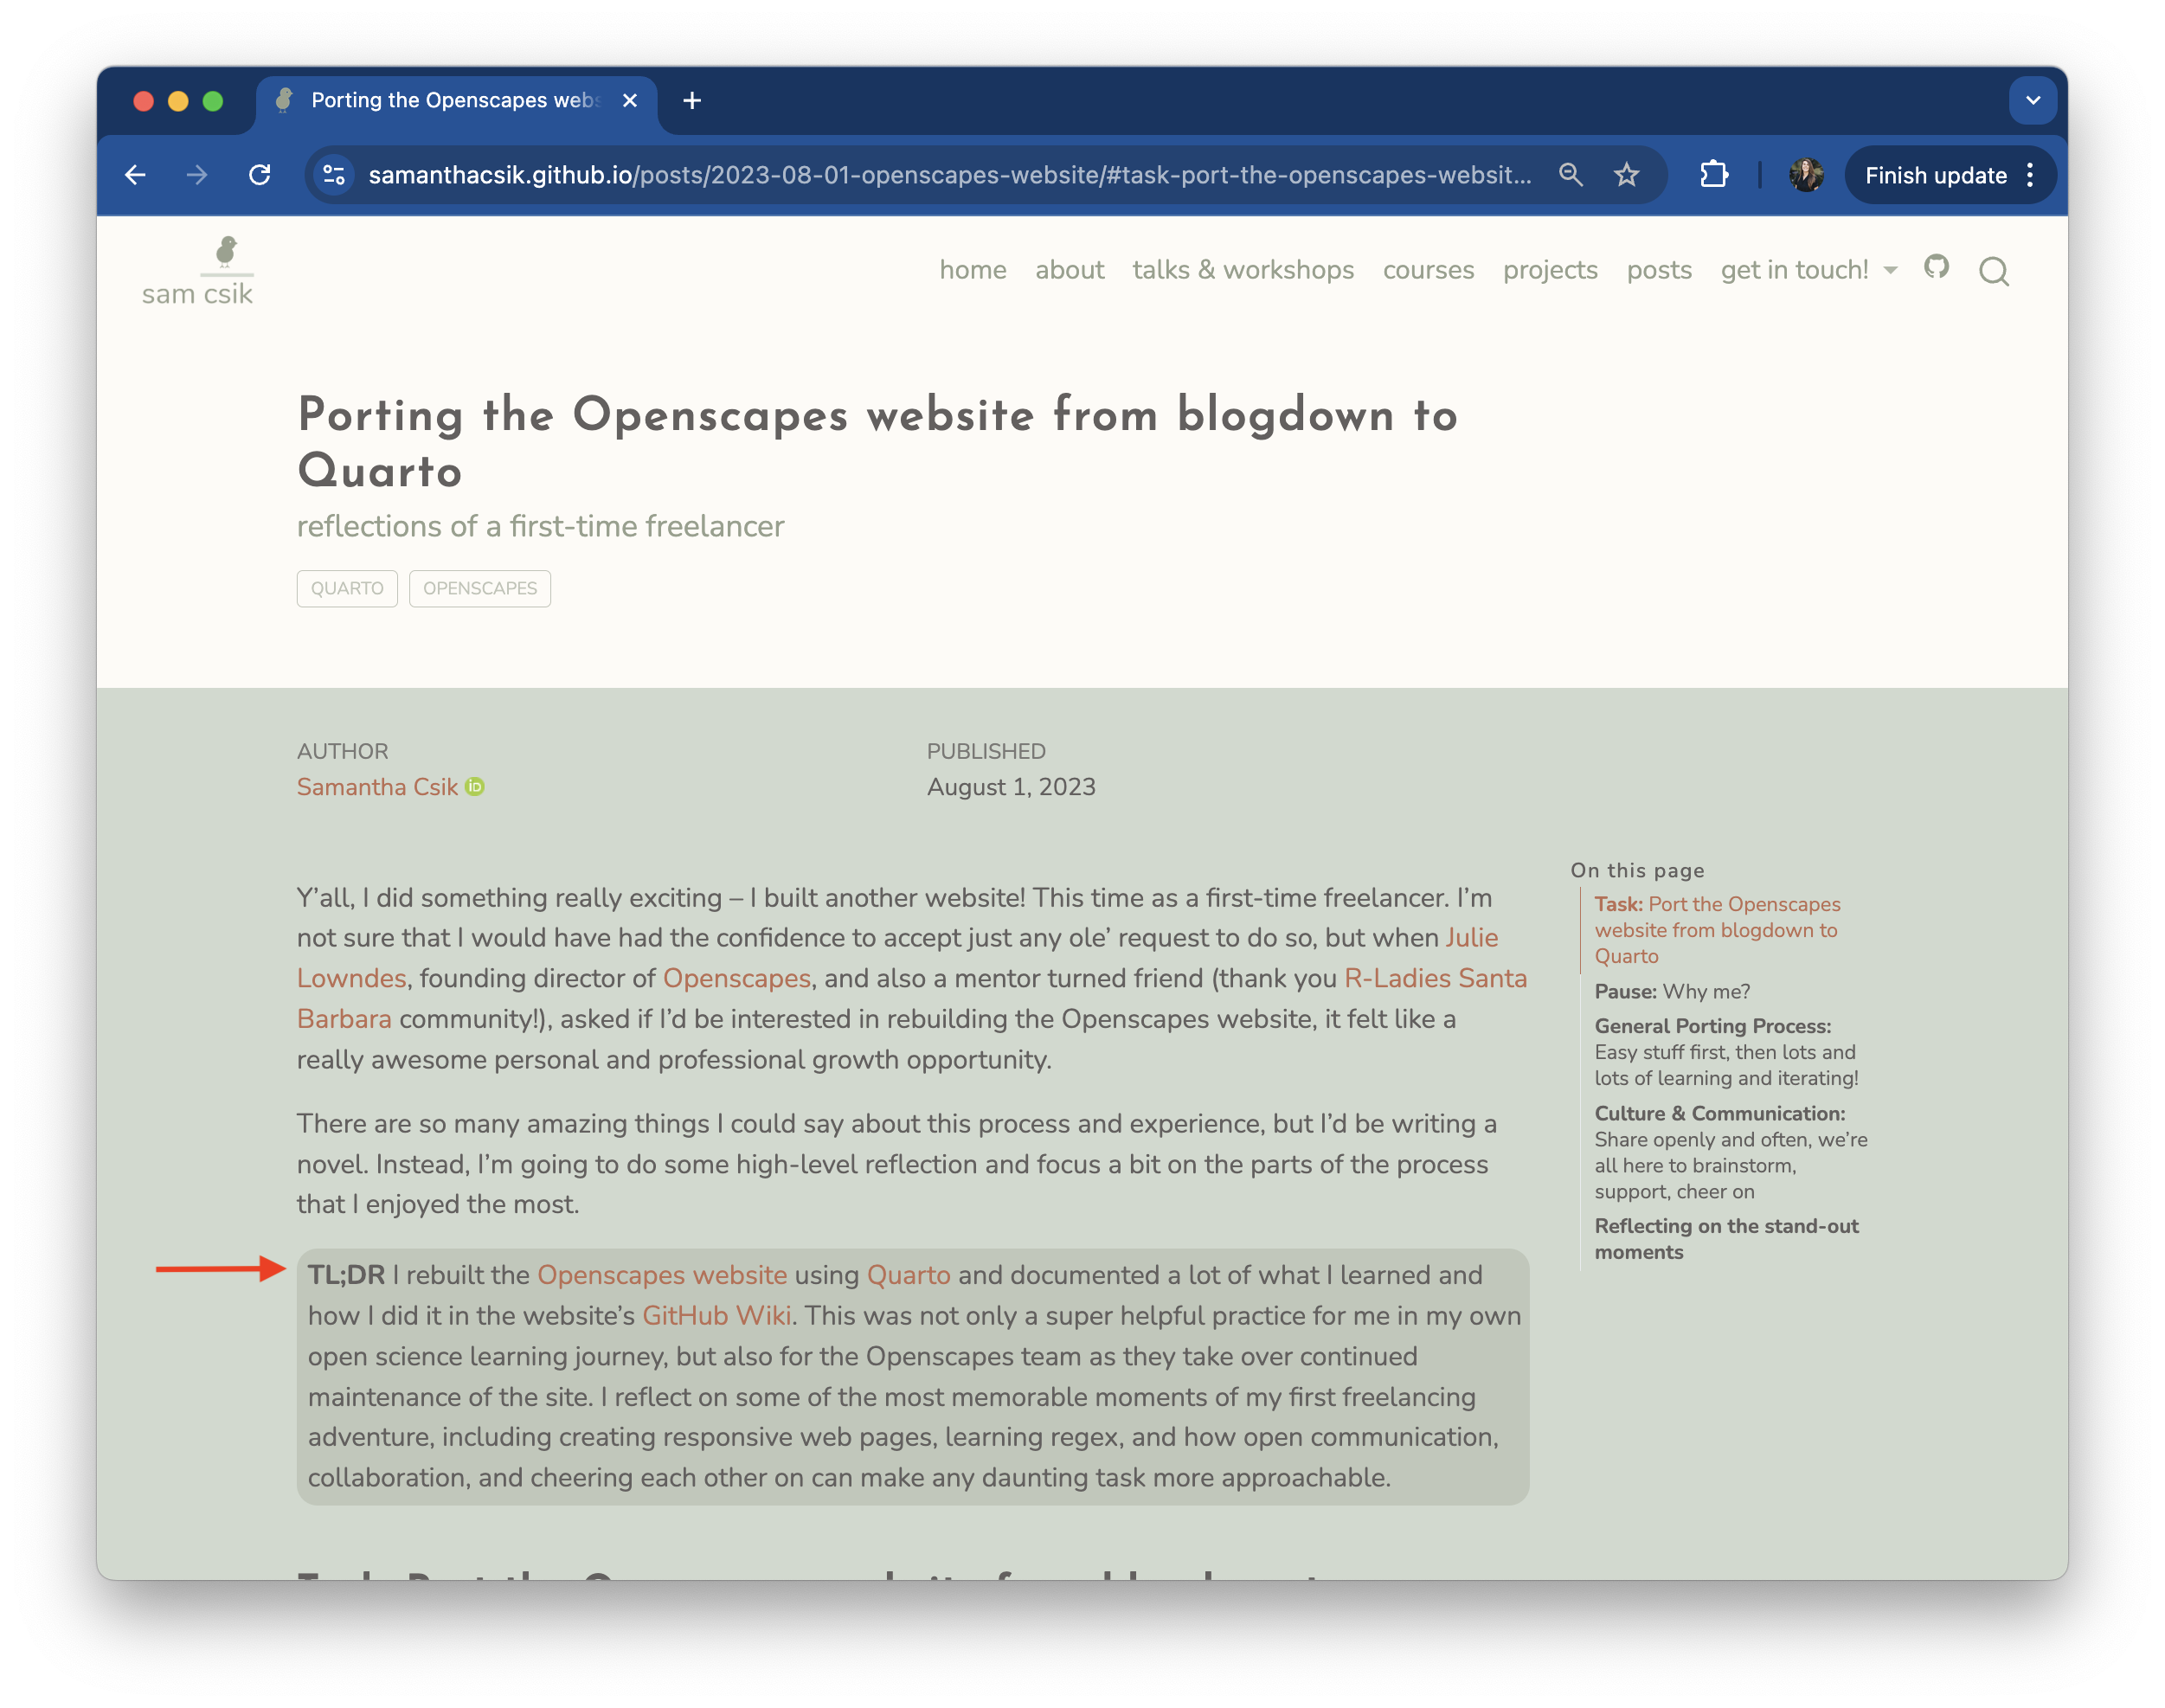 Porting the Openscapes webs
samanthacsik.github.io/posts/2023-08-01-openscapes-website/#task-port-the-openscapes-websit...
Finish update
sam csik
home about talks & workshops courses projects posts get in touch!
Porting the Openscapes website from blogdown to
Quarto
reflections of a first-time freelancer
QUARTO OPENSCAPES
AUTHOR
Samantha Csik iD
PUBLISHED
August 1, 2023
Y’all, I did something really exciting – I built another website! This time as a first-time freelancer. I’m
not sure that I would have had the confidence to accept just any ole’ request to do so, but when Julie
Lowndes, founding director of Openscapes, and also a mentor turned friend (thank you R-Ladies Santa
Barbara community!), asked if I’d be interested in rebuilding the Openscapes website, it felt like a
really awesome personal and professional growth opportunity.
There are so many amazing things I could say about this process and experience, but I’d be writing a
novel. Instead, I’m going to do some high-level reflection and focus a bit on the parts of the process
that I enjoyed the most.
TL;DR I rebuilt the Openscapes website using Quarto and documented a lot of what I learned and
how I did it in the website’s GitHub Wiki. This was not only a super helpful practice for me in my own
open science learning journey, but also for the Openscapes team as they take over continued
maintenance of the site. I reflect on some of the most memorable moments of my first freelancing
adventure, including creating responsive web pages, learning regex, and how open communication,
collaboration, and cheering each other on can make any daunting task more approachable.
On this page
Task: Port the Openscapes
website from blogdown to
Quarto
Pause: Why me?
General Porting Process:
Easy stuff first, then lots and
lots of learning and iterating!
Culture & Communication:
Share openly and often, we’re
all here to brainstorm,
support, cheer on
Reflecting on the stand-out
moments